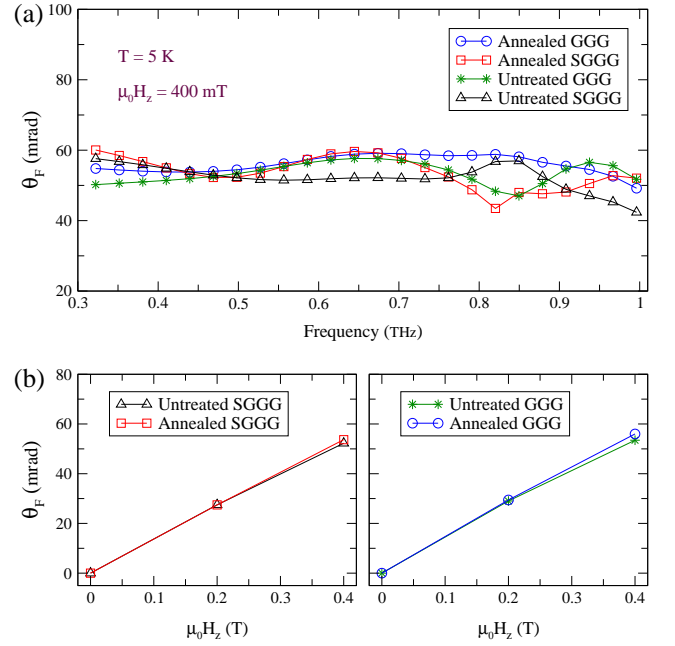 (a)
100
80
60
40
20
θF (mrad)
T = 5 K
μ0Hz = 400 mT
Annealed GGG
Annealed SGGG
Untreated GGG
Untreated SGGG
0.3 0.4 0.5 0.6 0.7 0.8 0.9 1
Frequency (THz)
(b)
80
60
40
20
0
θF (mrad)
Untreated SGGG
Annealed SGGG
0 0.1 0.2 0.3 0.4
μ0Hz (T)
Untreated GGG
Annealed GGG
0 0.1 0.2 0.3 0.4
μ0Hz (T)